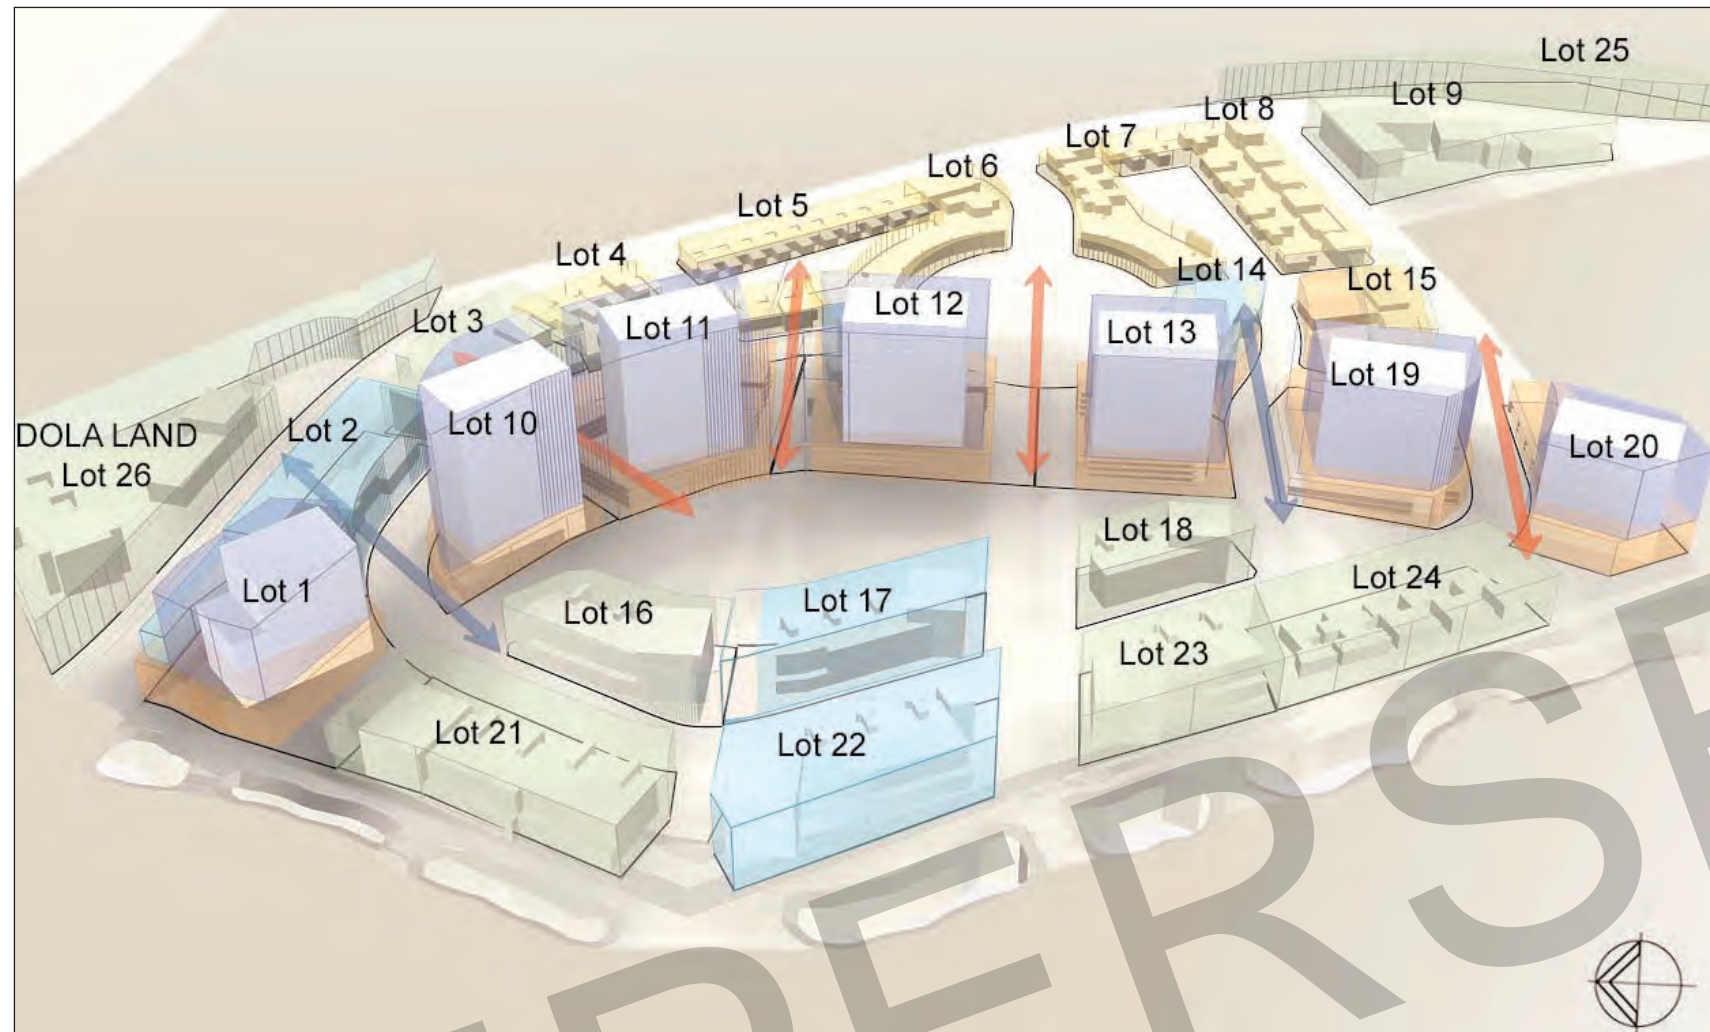 Lot 25
Lot 9
Lot 8
Lot 7
Lot 6
Lot 5
Lot 4
Lot 14
Lot 15
Lot 3
Lot 11
Lot 12
Lot 13
Lot 19
Lot 2
Lot 10
DOLA LAND
Lot 26
Lot 20
Lot 1
Lot 16
Lot 17
Lot 18
Lot 24
Lot 23
Lot 21
Lot 22